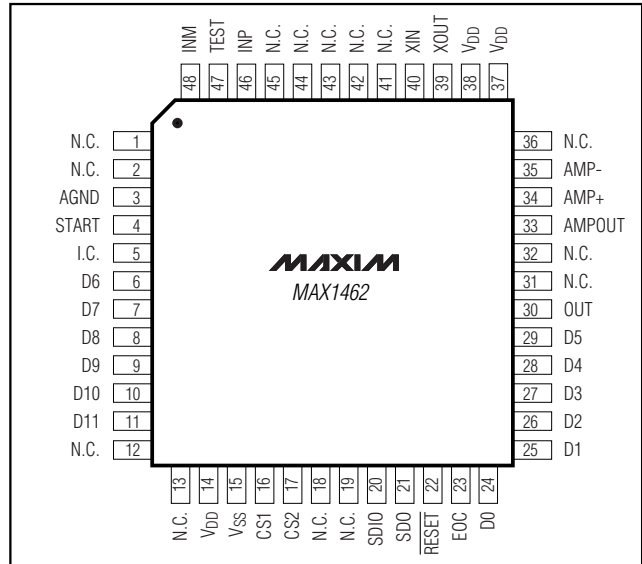 INM
TEST
INP
N.C.
N.C.
N.C.
N.C.
N.C.
XIN
XOUT
VDD
VDD
48
47
46
45
44
43
42
41
40
39
38
37
N.C. 1
N.C. 2
AGND 3
START 4
I.C. 5
D6 6
D7 7
D8 8
D9 9
D10 10
D11 11
N.C. 12
MAXIM
MAX1462
36 N.C.
35 AMP-
34 AMP+
33 AMPOUT
32 N.C.
31 N.C.
30 OUT
29 D5
28 D4
27 D3
26 D2
25 D1
13
14
15
16
17
18
19
20
21
22
23
24
N.C.
VDD
VSS
CS1
CS2
N.C.
N.C.
SDIO
SDO
RESET
EOC
D0